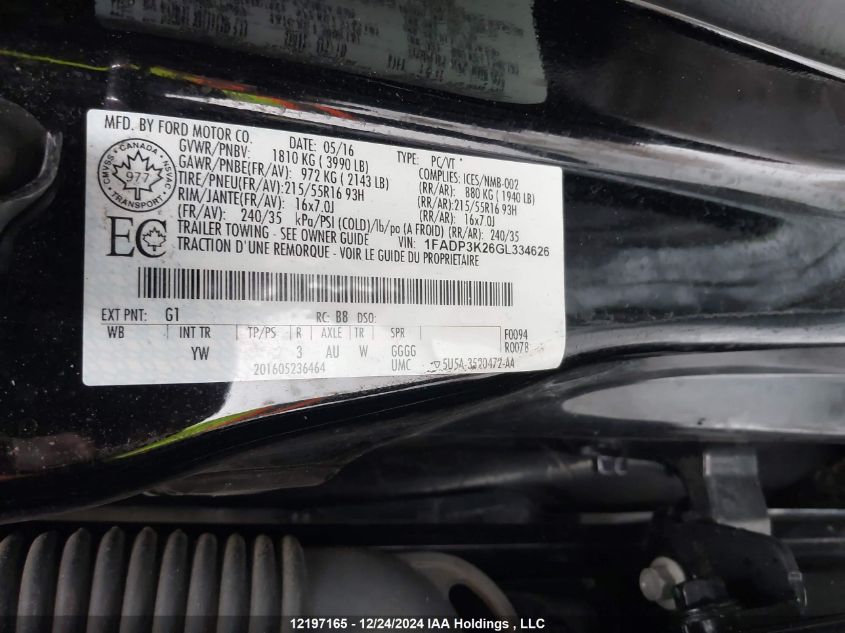 MFD. BY FORD MOTOR CO.
DATE: 05/16 TYPE: PC/VT
GVWR/PNBV: 1810 KG ( 3990 LB) COMPLIES: ICES/NMB-002
GAWR/PNBE(FR/AV): 972 KG ( 2143 LB) (RR/AR): 880 KG ( 1940 LB)
TIRE/PNEU(FR/AV): 215/55R16 93H (RR/AR): 215/55R16 93H
RIM/JANTE(FR/AV): 16x7.0J (RR/AR): 16x7.0J
(FR/AV): 240/35 kPa/PSI (COLD)/lb/po (A FROID) (RR/AR): 240/35
TRAILER TOWING - SEE OWNER GUIDE VIN: 1FADP3K26GL334626
TRACTION D'UNE REMORQUE - VOIR LE GUIDE DU PROPRIETAIRE
CANADA
CMVSS NSVAC
977
TRANSPORT
EC
EXT PNT: G1 RC: B8 DSO:
WB INT TR TP/PS R AXLE TR SPR F0094
YW 3 AU W GGGG R0078
201605236464 UMC 5U5A-3520472-AA
12197165 - 12/24/2024 IAA Holdings , LLC